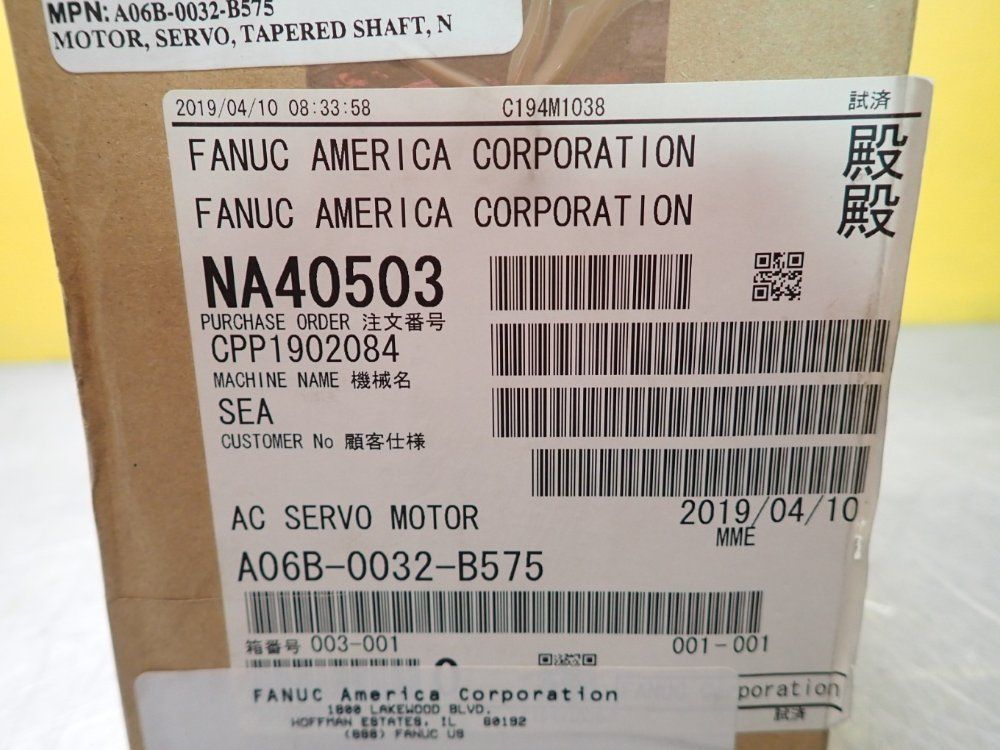 MPN: A06B-0032-B575
MOTOR, SERVO, TAPERED SHAFT, N
2019/04/10 08:33:58 C194M1038 試済
FANUC AMERICA CORPORATION 殿
FANUC AMERICA CORPORATION 殿
NA40503
PURCHASE ORDER 注文番号
CPP1902084
MACHINE NAME 機械名
SEA
CUSTOMER No 顧客仕様
AC SERVO MOTOR 2019/04/10
MME
A06B-0032-B575
箱番号 003-001 001-001
FANUC America Corporation
1800 LAKEWOOD BLVD.
HOFFMAN ESTATES, IL 60192
(888) FANUC US
poration
試済